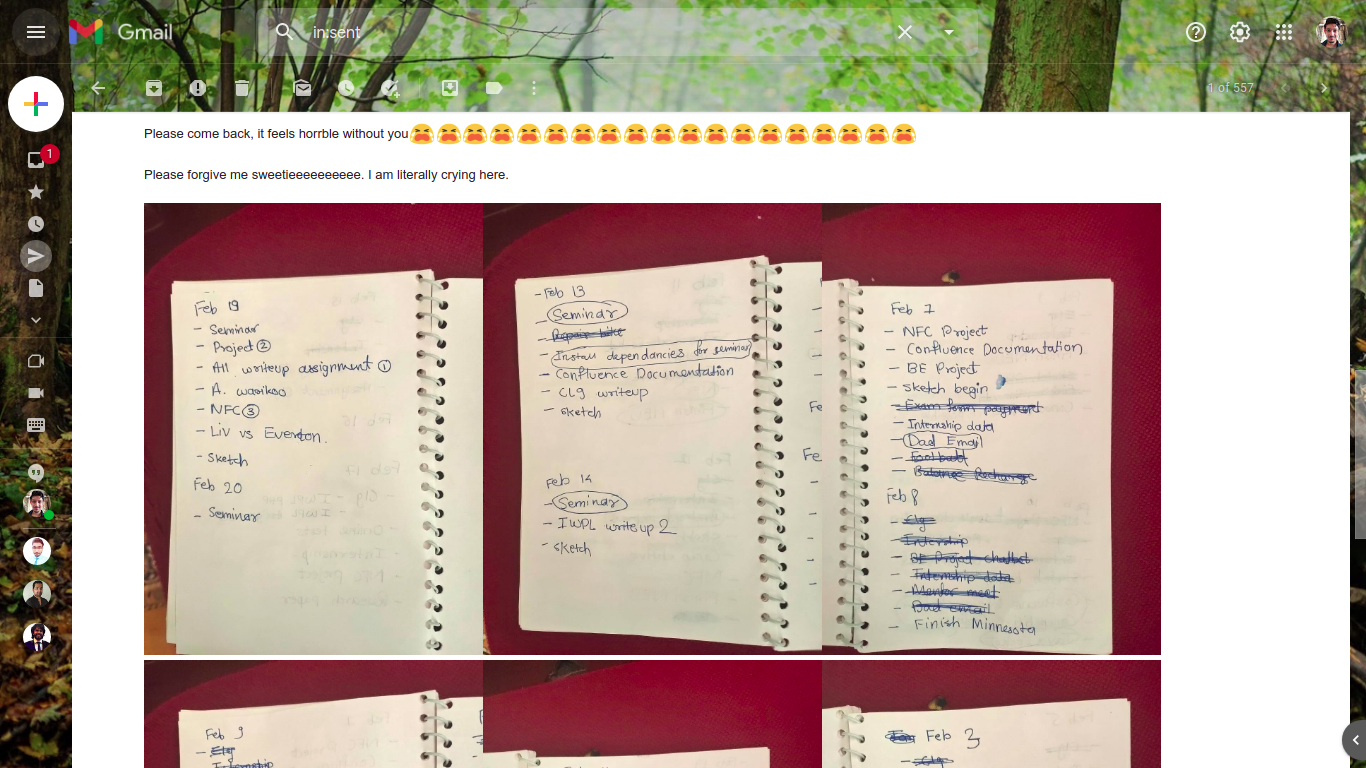 Gmail
in:sent
1 of 557
1
Please come back, it feels horrble without you😫😫😫😫😫😫😫😫😫😫😫😫😫😫😫😫😫😫😫
Please forgive me sweetieeeeeeeeee. I am literally crying here.
Feb 19
- Seminar
- Project ②
- All writeup assignment ①
- A.
- NFC ③
- Liv vs Everton.
- Sketch
Feb 20
- Seminar
- Feb 13
- Seminar
- Repair bike
- Install dependancies for seminar
- Confluence Documentation
- Clg writeup
- sketch
Feb 14
- Seminar
- IWPL writeup 2
- sketch
Fe
Fe
Feb 7
- NFC Project
- Confluence Documentation
- BE Project
- sketch begin
- Exam form payment
- Internship data
- Dad Email
- Football
- Balance Recharge
Feb 8
- Clg
- Internship
- BE Project chatbot
- Internship data
- Mentor meet
- Dad email
- Finish Minnesota
Feb 9
- Clg
Internship
Feb 3
- Clg